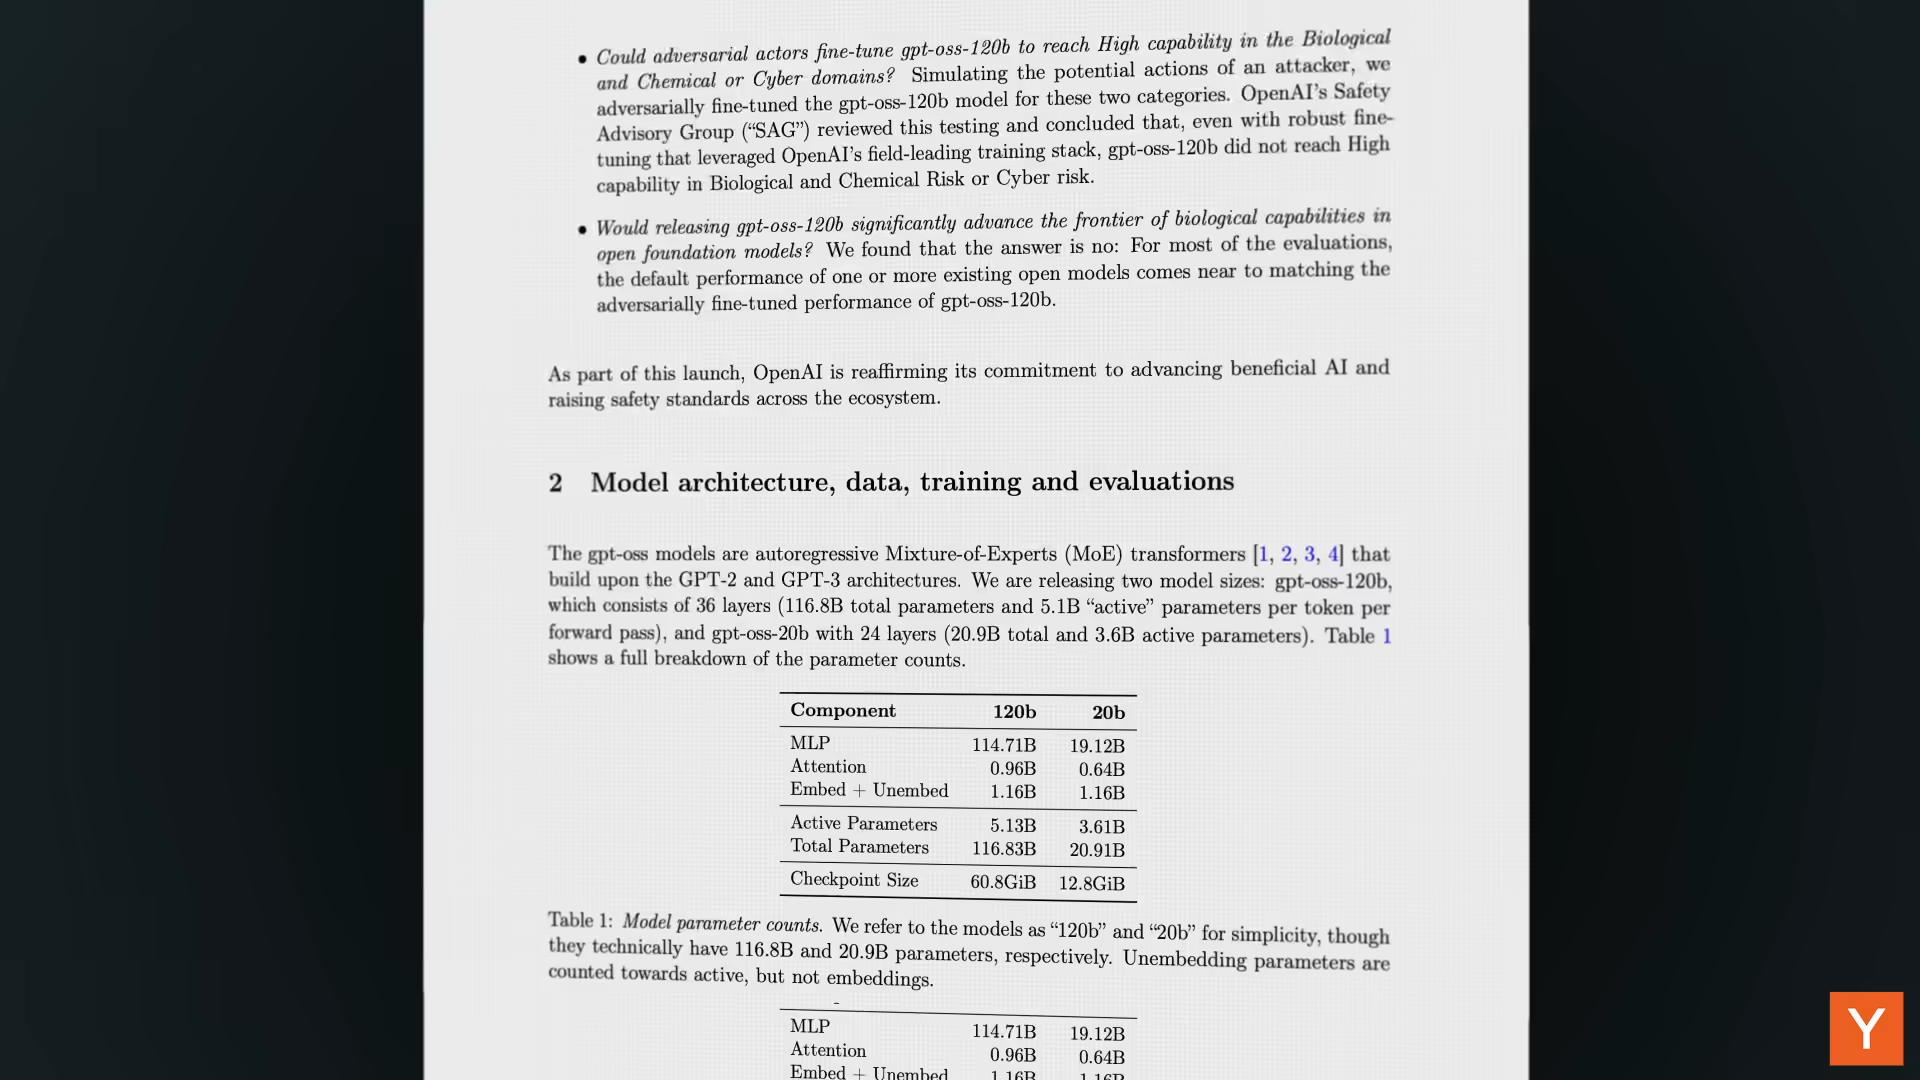 • Could adversarial actors fine-tune gpt-oss-120b to reach High capability in the Biological
and Chemical or Cyber domains? Simulating the potential actions of an attacker, we
adversarially fine-tuned the gpt-oss-120b model for these two categories. OpenAI’s Safety
Advisory Group (“SAG”) reviewed this testing and concluded that, even with robust fine-
tuning that leveraged OpenAI’s field-leading training stack, gpt-oss-120b did not reach High
capability in Biological and Chemical Risk or Cyber risk.
• Would releasing gpt-oss-120b significantly advance the frontier of biological capabilities in
open foundation models? We found that the answer is no: For most of the evaluations,
the default performance of one or more existing open models comes near to matching the
adversarially fine-tuned performance of gpt-oss-120b.
As part of this launch, OpenAI is reaffirming its commitment to advancing beneficial AI and
raising safety standards across the ecosystem.
2 Model architecture, data, training and evaluations
The gpt-oss models are autoregressive Mixture-of-Experts (MoE) transformers [1, 2, 3, 4] that
build upon the GPT-2 and GPT-3 architectures. We are releasing two model sizes: gpt-oss-120b,
which consists of 36 layers (116.8B total parameters and 5.1B “active” parameters per token per
forward pass), and gpt-oss-20b with 24 layers (20.9B total and 3.6B active parameters). Table 1
shows a full breakdown of the parameter counts.
Component 120b 20b
MLP 114.71B 19.12B
Attention 0.96B 0.64B
Embed + Unembed 1.16B 1.16B
Active Parameters 5.13B 3.61B
Total Parameters 116.83B 20.91B
Checkpoint Size 60.8GiB 12.8GiB
Table 1: Model parameter counts. We refer to the models as “120b” and “20b” for simplicity, though
they technically have 116.8B and 20.9B parameters, respectively. Unembedding parameters are
counted towards active, but not embeddings.
MLP 114.71B 19.12B
Attention 0.96B 0.64B
Embed + Unembed 1.16B 1.16B
Y